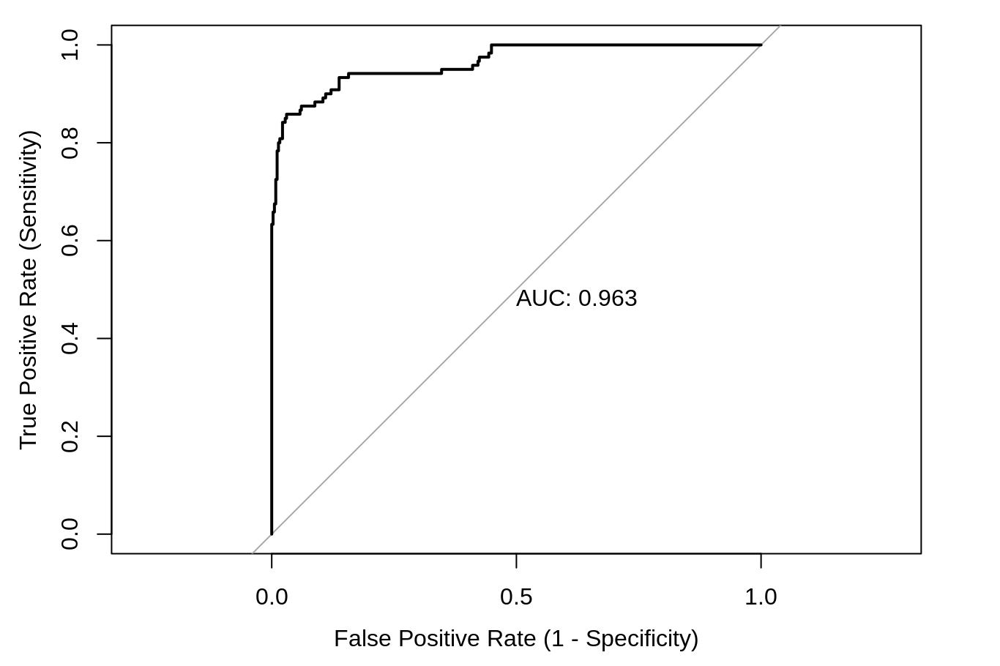 True Positive Rate (Sensitivity)
1.0
0.8
0.6
0.4
0.2
0.0
AUC: 0.963
0.0 0.5 1.0
False Positive Rate (1 - Specificity)